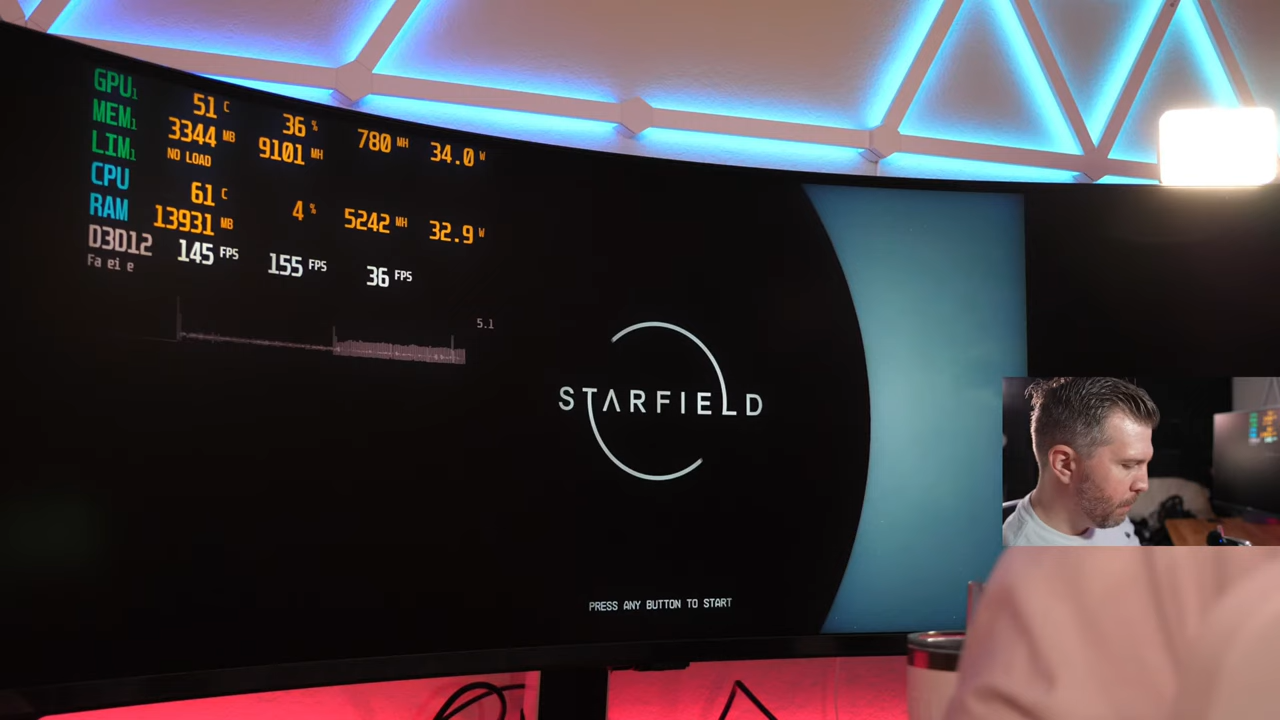 GPU1 51 C 36 % 780 MH 34.0 W
MEM1 3344 MB 9101 MH
LIM1 NO LOAD
CPU 61 C 4 % 5242 MH 32.9 W
RAM 13931 MB
D3D12 145 FPS 155 FPS 36 FPS
5.1
STARFIELD
PRESS ANY BUTTON TO START